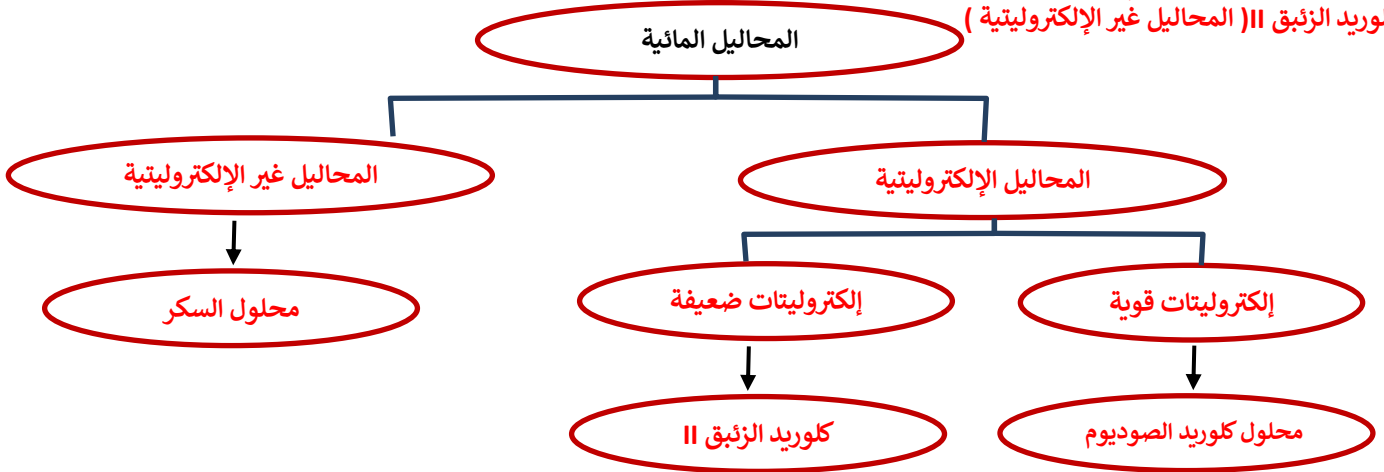 لوريد الزئبق II( المحاليل غير الإلكتروليتية )
المحاليل المائية
المحاليل الإلكتروليتية
المحاليل غير الإلكتروليتية
إلكتروليتات قوية
إلكتروليتات ضعيفة
محلول السكر
محلول كلوريد الصوديوم
كلوريد الزئبق II